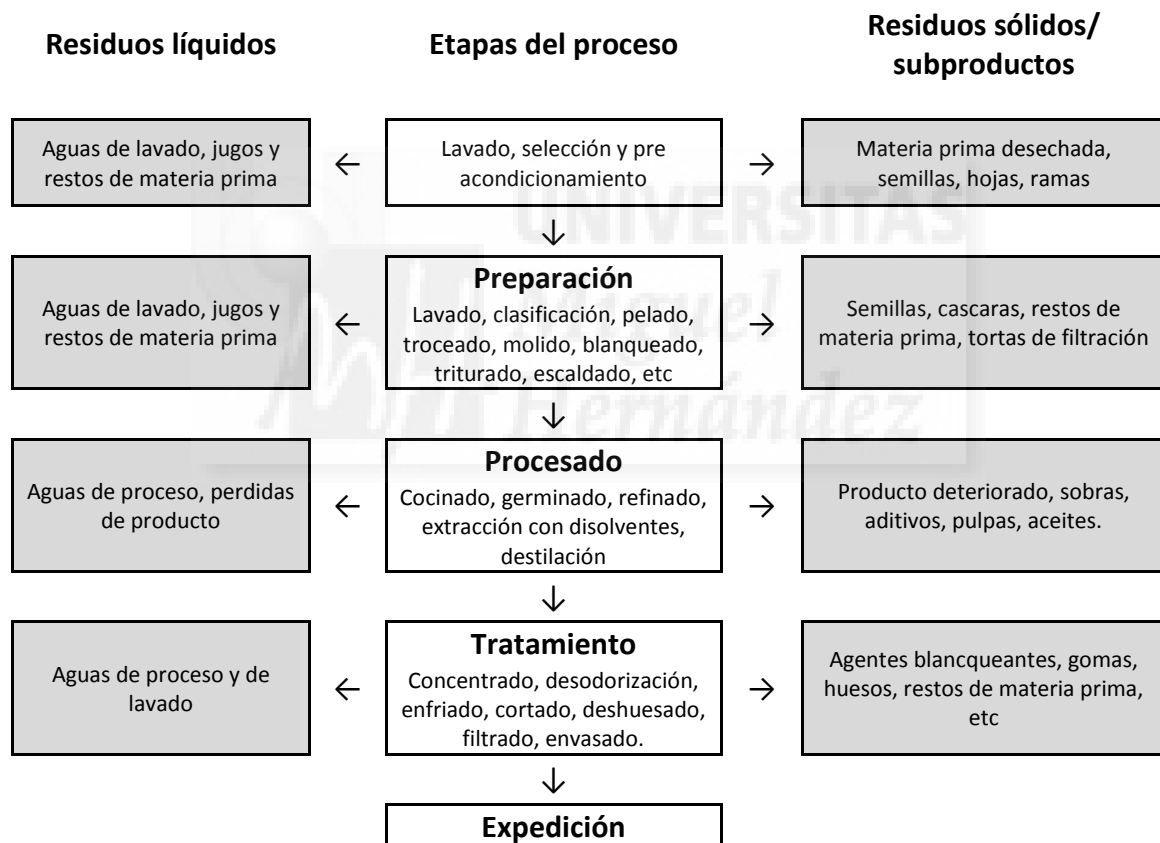 Residuos líquidos
Etapas del proceso
Residuos sólidos/
subproductos
Aguas de lavado, jugos y
restos de materia prima
←
Lavado, selección y pre
acondicionamiento
→
Materia prima desechada,
semillas, hojas, ramas
↓
Aguas de lavado, jugos y
restos de materia prima
←
Preparación
Lavado, clasificación, pelado,
troceado, molido, blanqueado,
triturado, escaldado, etc
→
Semillas, cascaras, restos de
materia prima, tortas de filtración
↓
Aguas de proceso, perdidas
de producto
←
Procesado
Cocinado, germinado, refinado,
extracción con disolventes,
destilación
→
Producto deteriorado, sobras,
aditivos, pulpas, aceites.
↓
Aguas de proceso y de
lavado
←
Tratamiento
Concentrado, desodorización,
enfriado, cortado, deshuesado,
filtrado, envasado.
→
Agentes blancqueantes, gomas,
huesos, restos de materia prima,
etc
↓
Expedición
UNIVERSITAS
Miguel
Hernández